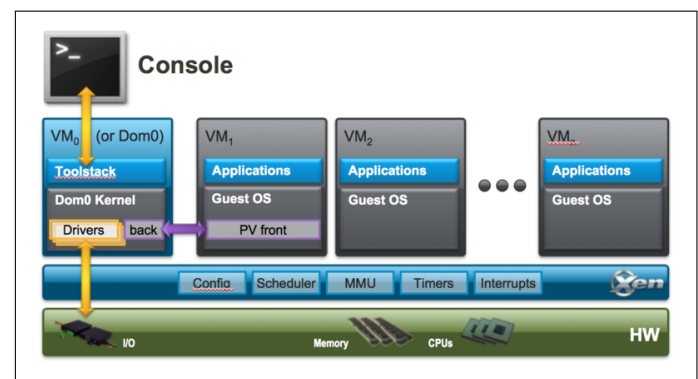 >_
Console
VM0 (or Dom0)
VM1
VM2
VMn
Toolstack
Applications
Applications
Applications
Dom0 Kernel
Guest OS
Guest OS
Guest OS
Drivers
back
PV front
Config
Scheduler
MMU
Timers
Interrupts
Xen
I/O
Memory
CPUs
HW